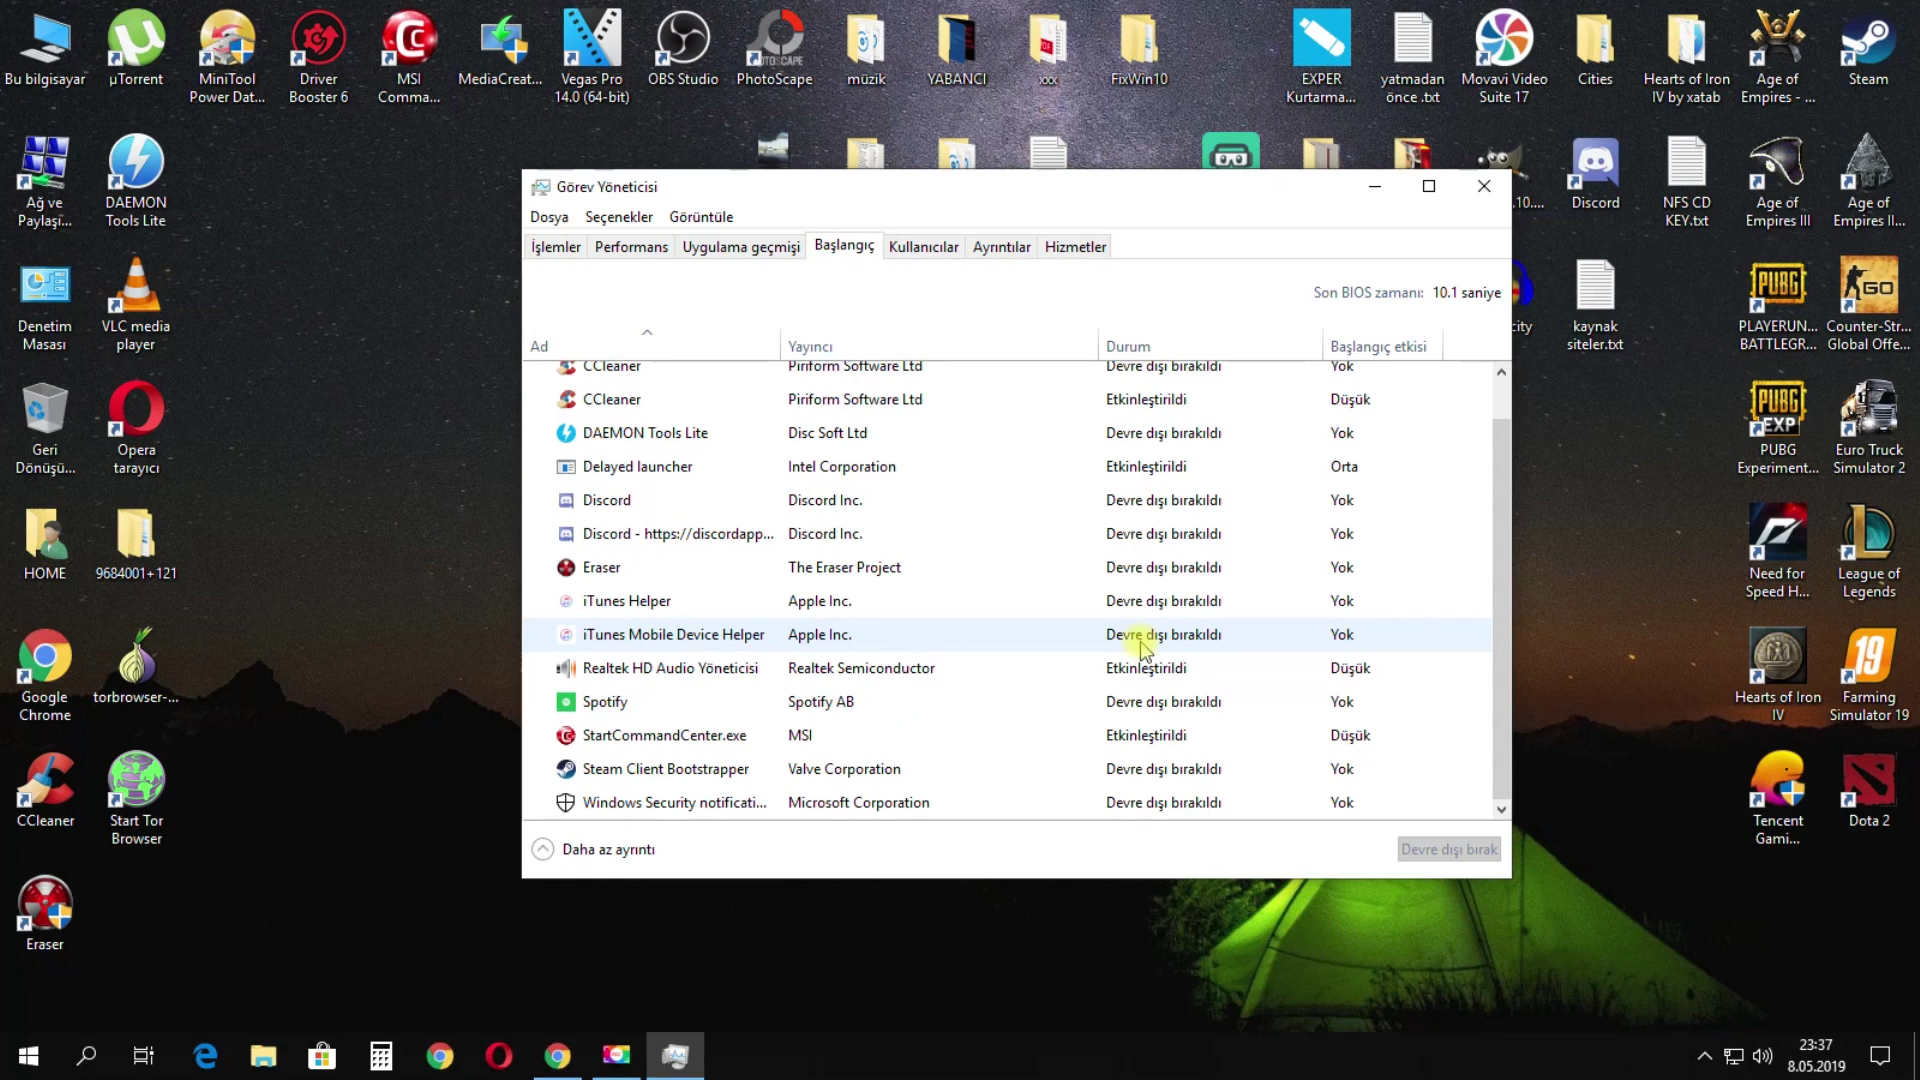 Bu bilgisayar
µTorrent
MiniTool
Power Dat...
Driver
Booster 6
MSI
Comma...
MediaCreat...
Vegas Pro
14.0 (64-bit)
OBS Studio
PhotoScape
müzik
YABANCI
xxx
FixWin10
EXPER
Kurtarma...
yatmadan
önce .txt
Movavi Video
Suite 17
Cities
Hearts of Iron
IV by xatab
Age of
Empires - ...
Steam
Ağ ve
Paylaşı...
DAEMON
Tools Lite
.10....
Discord
NFS CD
KEY.txt
Age of
Empires III
Age of
Empires II...
Denetim
Masası
VLC media
player
city
kaynak
siteler.txt
PLAYERUN...
BATTLEGR...
Counter-Str...
Global Offe...
Geri
Dönüşü...
Opera
tarayıcı
PUBG
Experiment...
Euro Truck
Simulator 2
HOME
9684001+121
Need for
Speed H...
League of
Legends
Google
Chrome
torbrowser-...
Hearts of Iron
IV
Farming
Simulator 19
CCleaner
Start Tor
Browser
Tencent
Gami...
Dota 2
Eraser
Görev Yöneticisi
Dosya Seçenekler Görüntüle
İşlemler Performans Uygulama geçmişi Başlangıç Kullanıcılar Ayrıntılar Hizmetler
Son BIOS zamanı: 10.1 saniye
Ad Yayıncı Durum Başlangıç etkisi
CCleaner Piriform Software Ltd Devre dışı bırakıldı Yok
CCleaner Piriform Software Ltd Etkinleştirildi Düşük
DAEMON Tools Lite Disc Soft Ltd Devre dışı bırakıldı Yok
Delayed launcher Intel Corporation Etkinleştirildi Orta
Discord Discord Inc. Devre dışı bırakıldı Yok
Discord - https://discordapp... Discord Inc. Devre dışı bırakıldı Yok
Eraser The Eraser Project Devre dışı bırakıldı Yok
iTunes Helper Apple Inc. Devre dışı bırakıldı Yok
iTunes Mobile Device Helper Apple Inc. Devre dışı bırakıldı Yok
Realtek HD Audio Yöneticisi Realtek Semiconductor Etkinleştirildi Düşük
Spotify Spotify AB Devre dışı bırakıldı Yok
StartCommandCenter.exe MSI Etkinleştirildi Düşük
Steam Client Bootstrapper Valve Corporation Devre dışı bırakıldı Yok
Windows Security notificati... Microsoft Corporation Devre dışı bırakıldı Yok
Daha az ayrıntı
Devre dışı bırak
23:37
8.05.2019